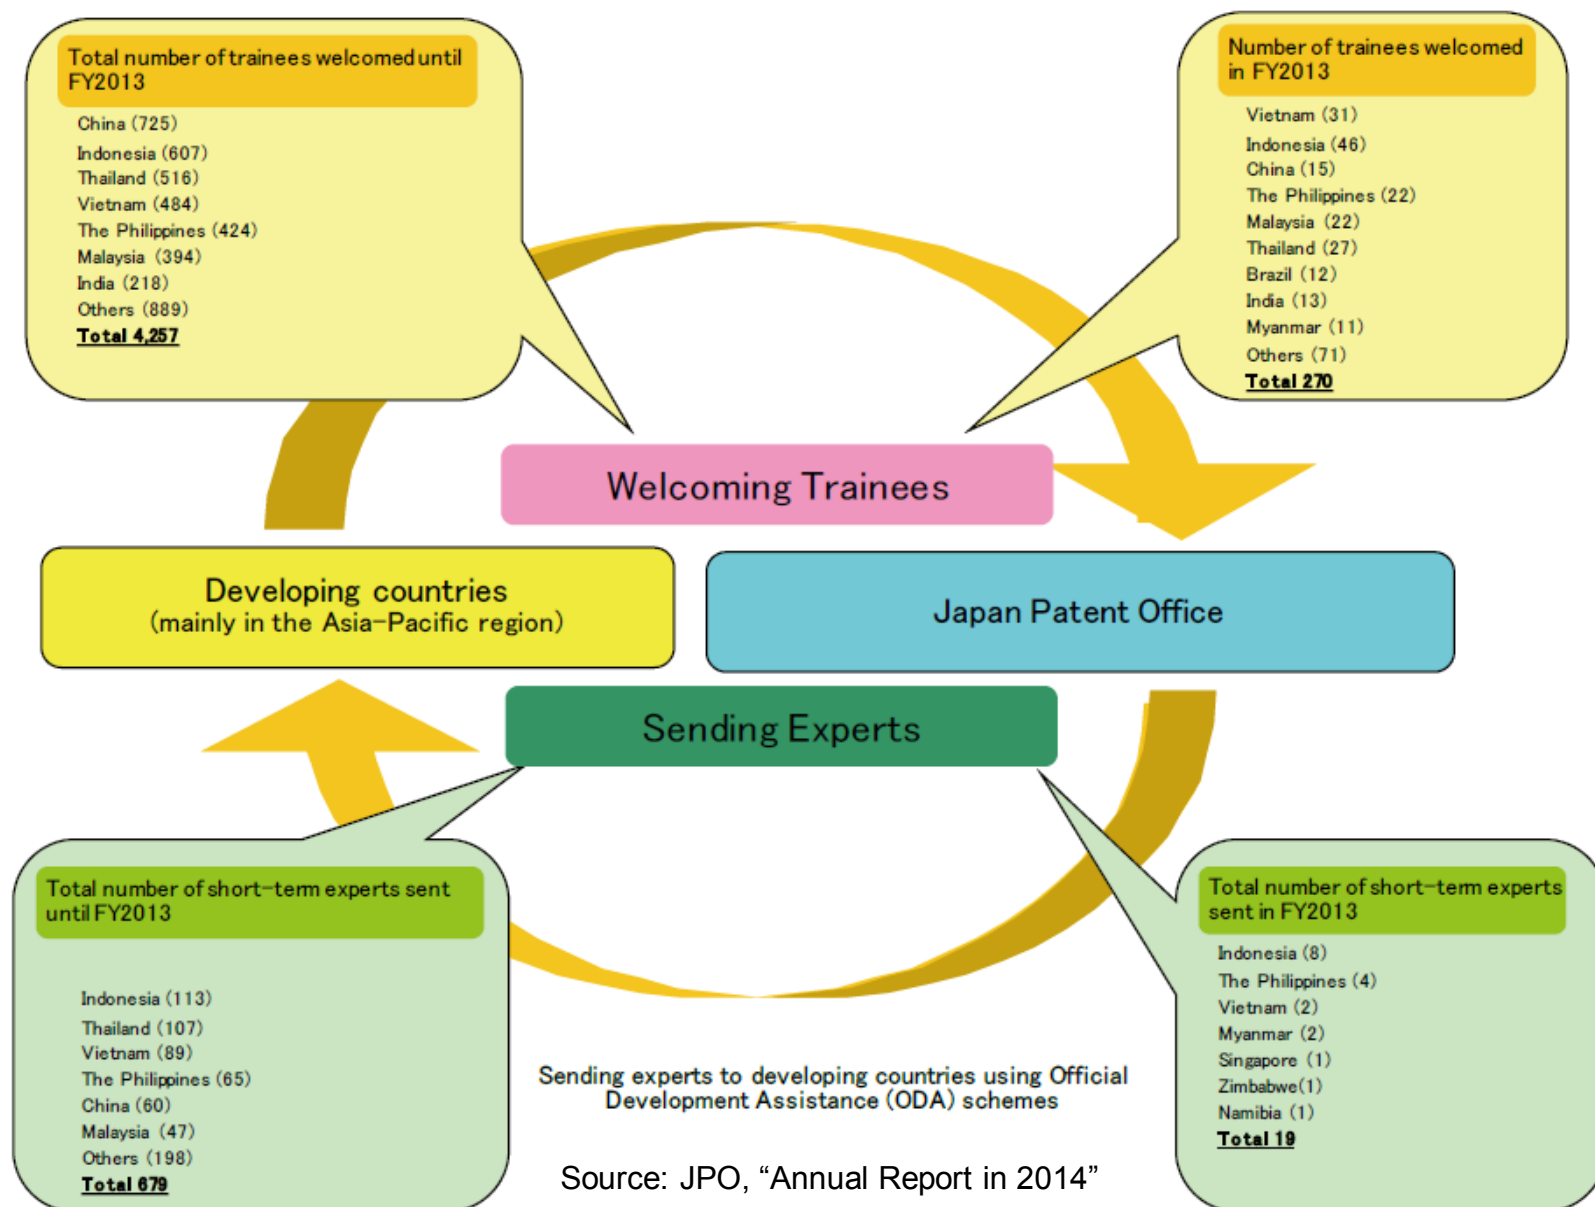 Total number of trainees welcomed until
FY2013
China (725)
Indonesia (607)
Thailand (516)
Vietnam (484)
The Philippines (424)
Malaysia (394)
India (218)
Others (889)
Total 4,257
Number of trainees welcomed
in FY2013
Vietnam (31)
Indonesia (46)
China (15)
The Philippines (22)
Malaysia (22)
Thailand (27)
Brazil (12)
India (13)
Myanmar (11)
Others (71)
Total 270
Welcoming Trainees
Developing countries
(mainly in the Asia-Pacific region)
Japan Patent Office
Sending Experts
Total number of short-term experts sent
until FY2013
Indonesia (113)
Thailand (107)
Vietnam (89)
The Philippines (65)
China (60)
Malaysia (47)
Others (198)
Total 679
Total number of short-term experts
sent in FY2013
Indonesia (8)
The Philippines (4)
Vietnam (2)
Myanmar (2)
Singapore (1)
Zimbabwe(1)
Namibia (1)
Total 19
Sending experts to developing countries using Official
Development Assistance (ODA) schemes
Source: JPO, “Annual Report in 2014”